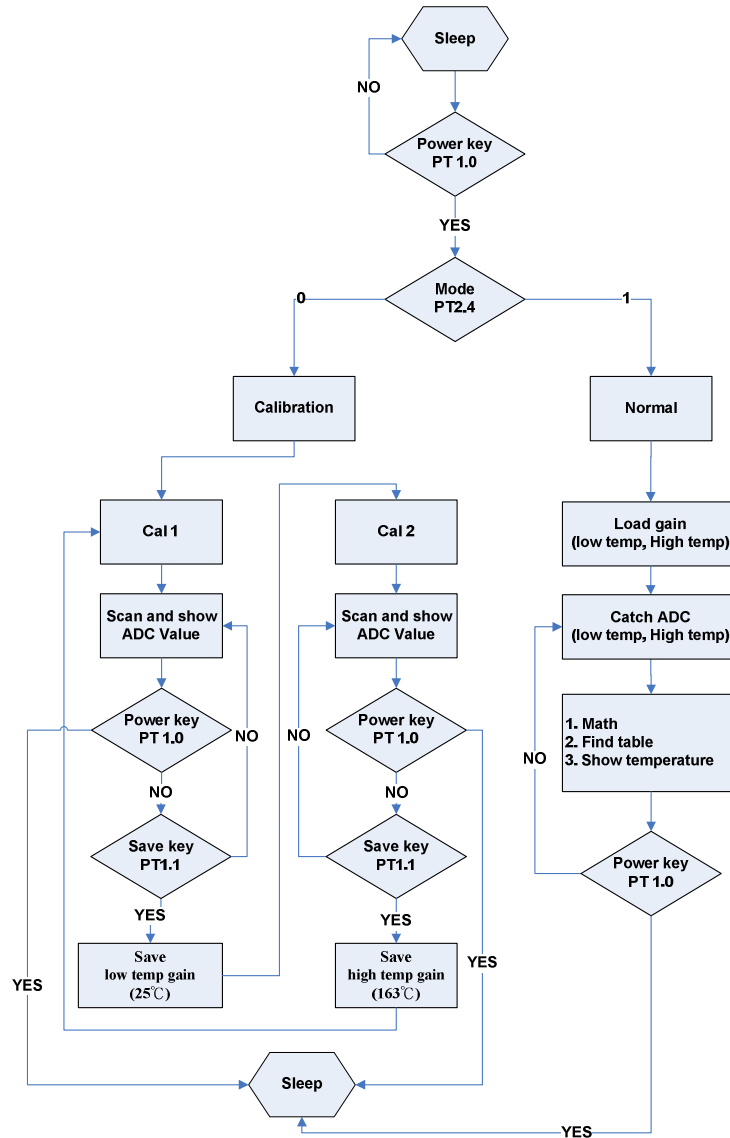 Sleep
NO
Power key
PT 1.0
YES
Mode
PT2.4
0
1
Calibration
Normal
Cal 1
Cal 2
Load gain
(low temp, High temp)
Scan and show
ADC Value
Scan and show
ADC Value
Catch ADC
(low temp, High temp)
Power key
PT 1.0
NO
NO
Power key
PT 1.0
1. Math
2. Find table
3. Show temperature
NO
NO
NO
Save key
PT1.1
Save key
PT1.1
Power key
PT 1.0
YES
YES
Save
low temp gain
(25℃)
Save
high temp gain
(163℃)
YES
YES
Sleep
YES